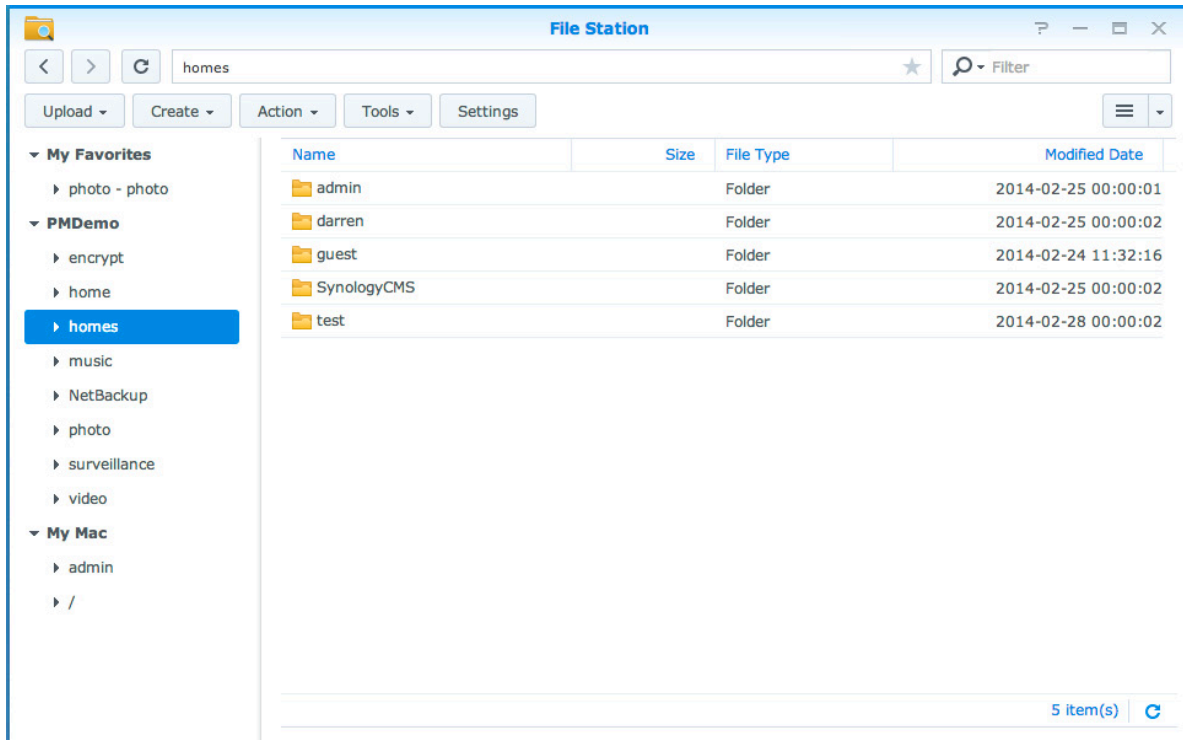 File Station
homes
Filter
Upload Create Action Tools Settings
My Favorites
photo - photo
PMDemo
encrypt
home
homes
music
NetBackup
photo
surveillance
video
My Mac
admin
/
Name Size File Type Modified Date
admin Folder 2014-02-25 00:00:01
darren Folder 2014-02-25 00:00:02
guest Folder 2014-02-24 11:32:16
SynologyCMS Folder 2014-02-25 00:00:02
test Folder 2014-02-28 00:00:02
5 item(s)